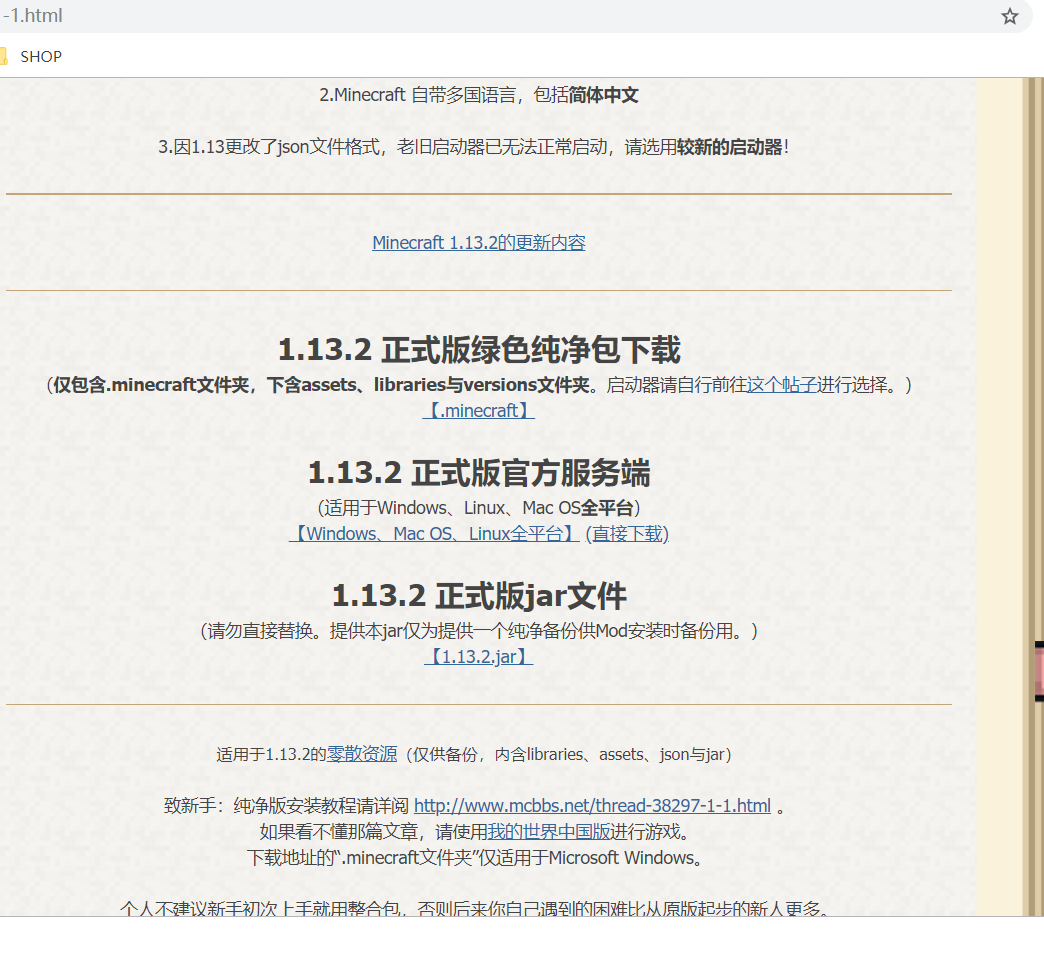 -1.html
SHOP
2.Minecraft 自带多国语言，包括简体中文
3.因1.13更改了json文件格式，老旧启动器已无法正常启动，请选用较新的启动器！
Minecraft 1.13.2的更新内容
1.13.2 正式版绿色纯净包下载
（仅包含.minecraft文件夹，下含assets、libraries与versions文件夹。启动器请自行前往这个帖子进行选择。）
【.minecraft】
1.13.2 正式版官方服务端
（适用于Windows、Linux、Mac OS全平台）
【Windows、Mac OS、Linux全平台】 (直接下载)
1.13.2 正式版jar文件
（请勿直接替换。提供本jar仅为提供一个纯净备份供Mod安装时备份用。）
【1.13.2.jar】
适用于1.13.2的零散资源（仅供备份，内含libraries、assets、json与jar）
致新手：纯净版安装教程请详阅 http://www.mcbbs.net/thread-38297-1-1.html 。
如果看不懂那篇文章，请使用我的世界中国版进行游戏。
下载地址的“.minecraft文件夹”仅适用于Microsoft Windows。
个人不建议新手初次上手就用整合包，否则后来你自己遇到的困难比从原版起步的新人更多。